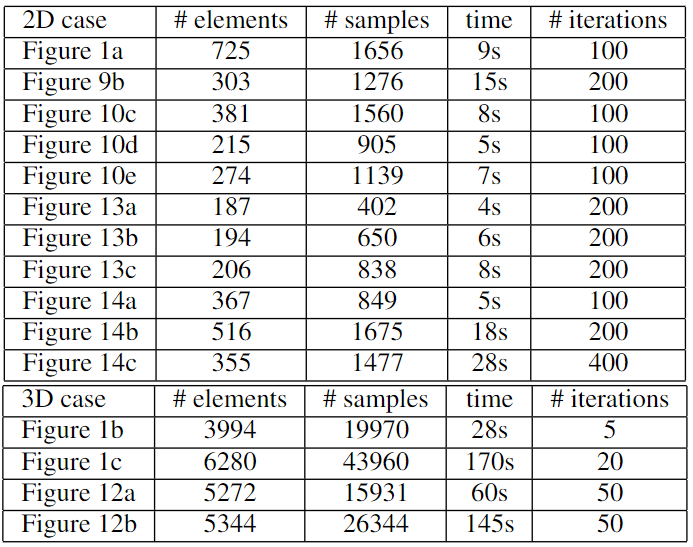 2D case # elements # samples time # iterations
Figure 1a 725 1656 9s 100
Figure 9b 303 1276 15s 200
Figure 10c 381 1560 8s 100
Figure 10d 215 905 5s 100
Figure 10e 274 1139 7s 100
Figure 13a 187 402 4s 200
Figure 13b 194 650 6s 200
Figure 13c 206 838 8s 200
Figure 14a 367 849 5s 100
Figure 14b 516 1675 18s 200
Figure 14c 355 1477 28s 400
3D case # elements # samples time # iterations
Figure 1b 3994 19970 28s 5
Figure 1c 6280 43960 170s 20
Figure 12a 5272 15931 60s 50
Figure 12b 5344 26344 145s 50